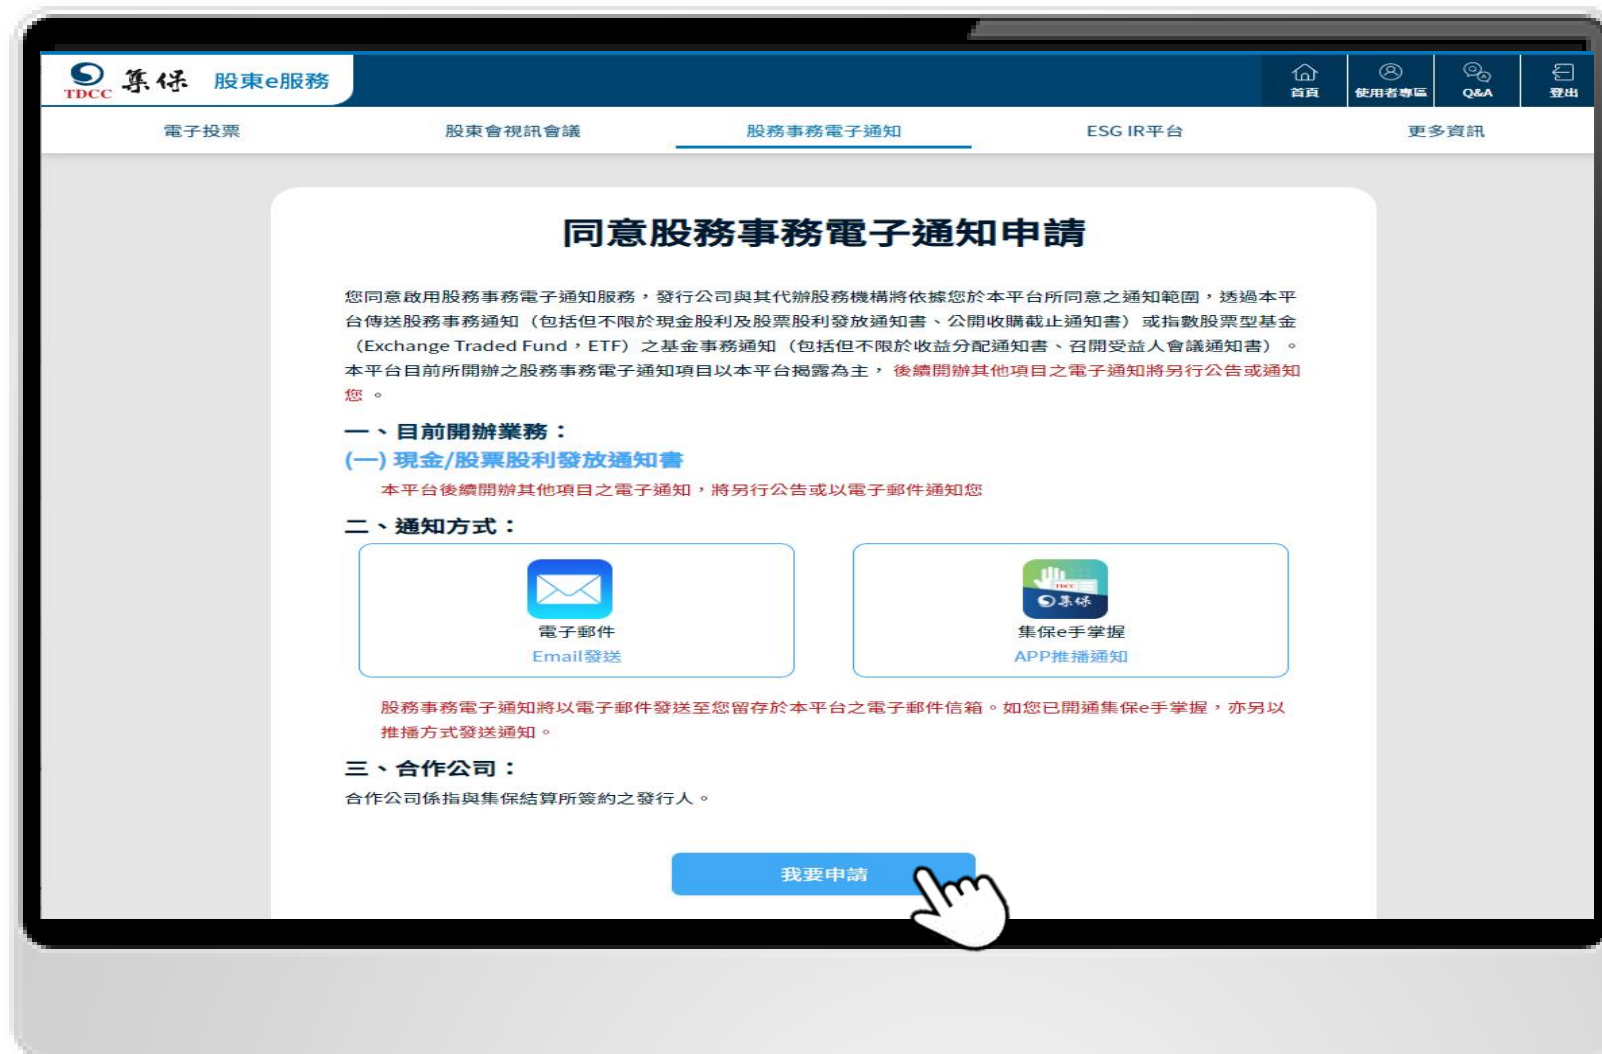 TDCC 集保 股東e服務
首頁 使用者專區 Q&A 登出
電子投票 股東會視訊會議 股務事務電子通知 ESG IR平台 更多資訊
同意股務事務電子通知申請
您同意啟用股務事務電子通知服務，發行公司與其代辦股務機構將依據您於本平台所同意之通知範圍，透過本平
台傳送股務事務通知（包括但不限於現金股利及股票股利發放通知書、公開收購截止通知書）或指數股票型基金
（Exchange Traded Fund，ETF）之基金事務通知（包括但不限於收益分配通知書、召開受益人會議通知書）。
本平台目前所開辦之股務事務電子通知項目以本平台揭露為主，後續開辦其他項目之電子通知將另行公告或通知
您。
一、目前開辦業務：
(一) 現金/股票股利發放通知書
本平台後續開辦其他項目之電子通知，將另行公告或以電子郵件通知您
二、通知方式：
電子郵件
Email發送
TDCC
集保
集保e手掌握
APP推播通知
股務事務電子通知將以電子郵件發送至您留存於本平台之電子郵件信箱。如您已開通集保e手掌握，亦另以
推播方式發送通知。
三、合作公司：
合作公司係指與集保結算所簽約之發行人。
我要申請